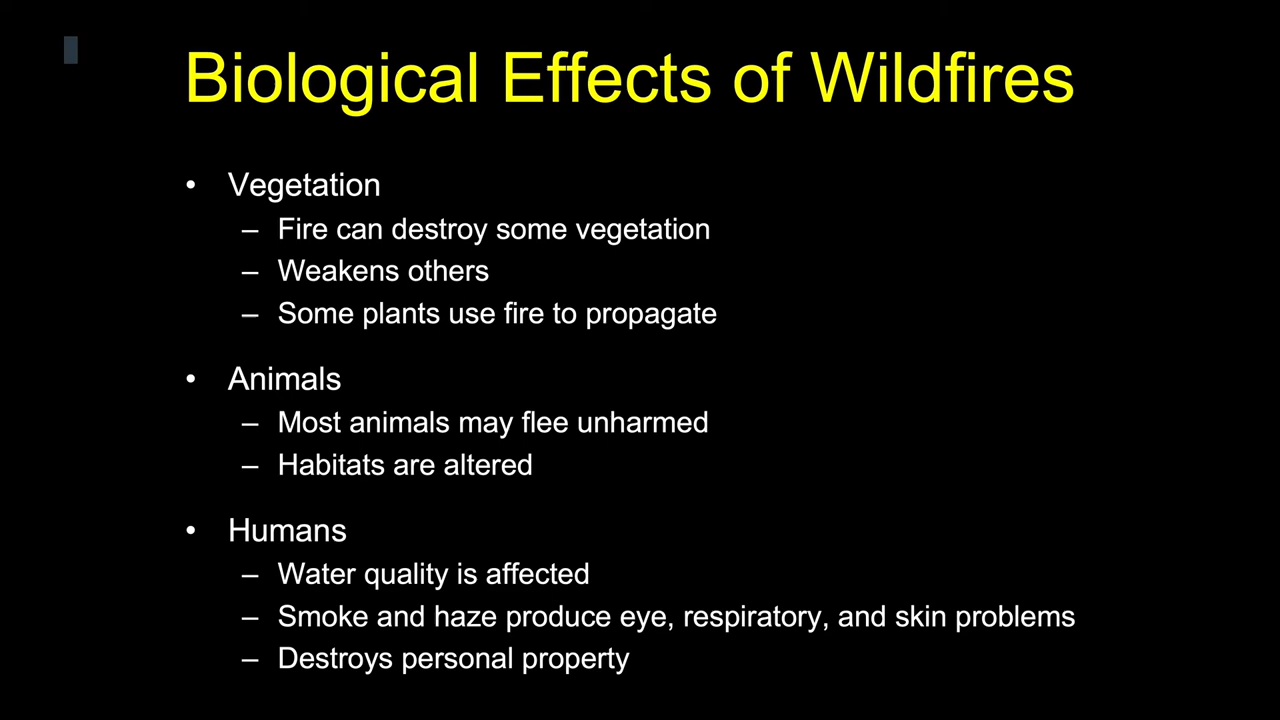 Biological Effects of Wildfires
• Vegetation
– Fire can destroy some vegetation
– Weakens others
– Some plants use fire to propagate
• Animals
– Most animals may flee unharmed
– Habitats are altered
• Humans
– Water quality is affected
– Smoke and haze produce eye, respiratory, and skin problems
– Destroys personal property